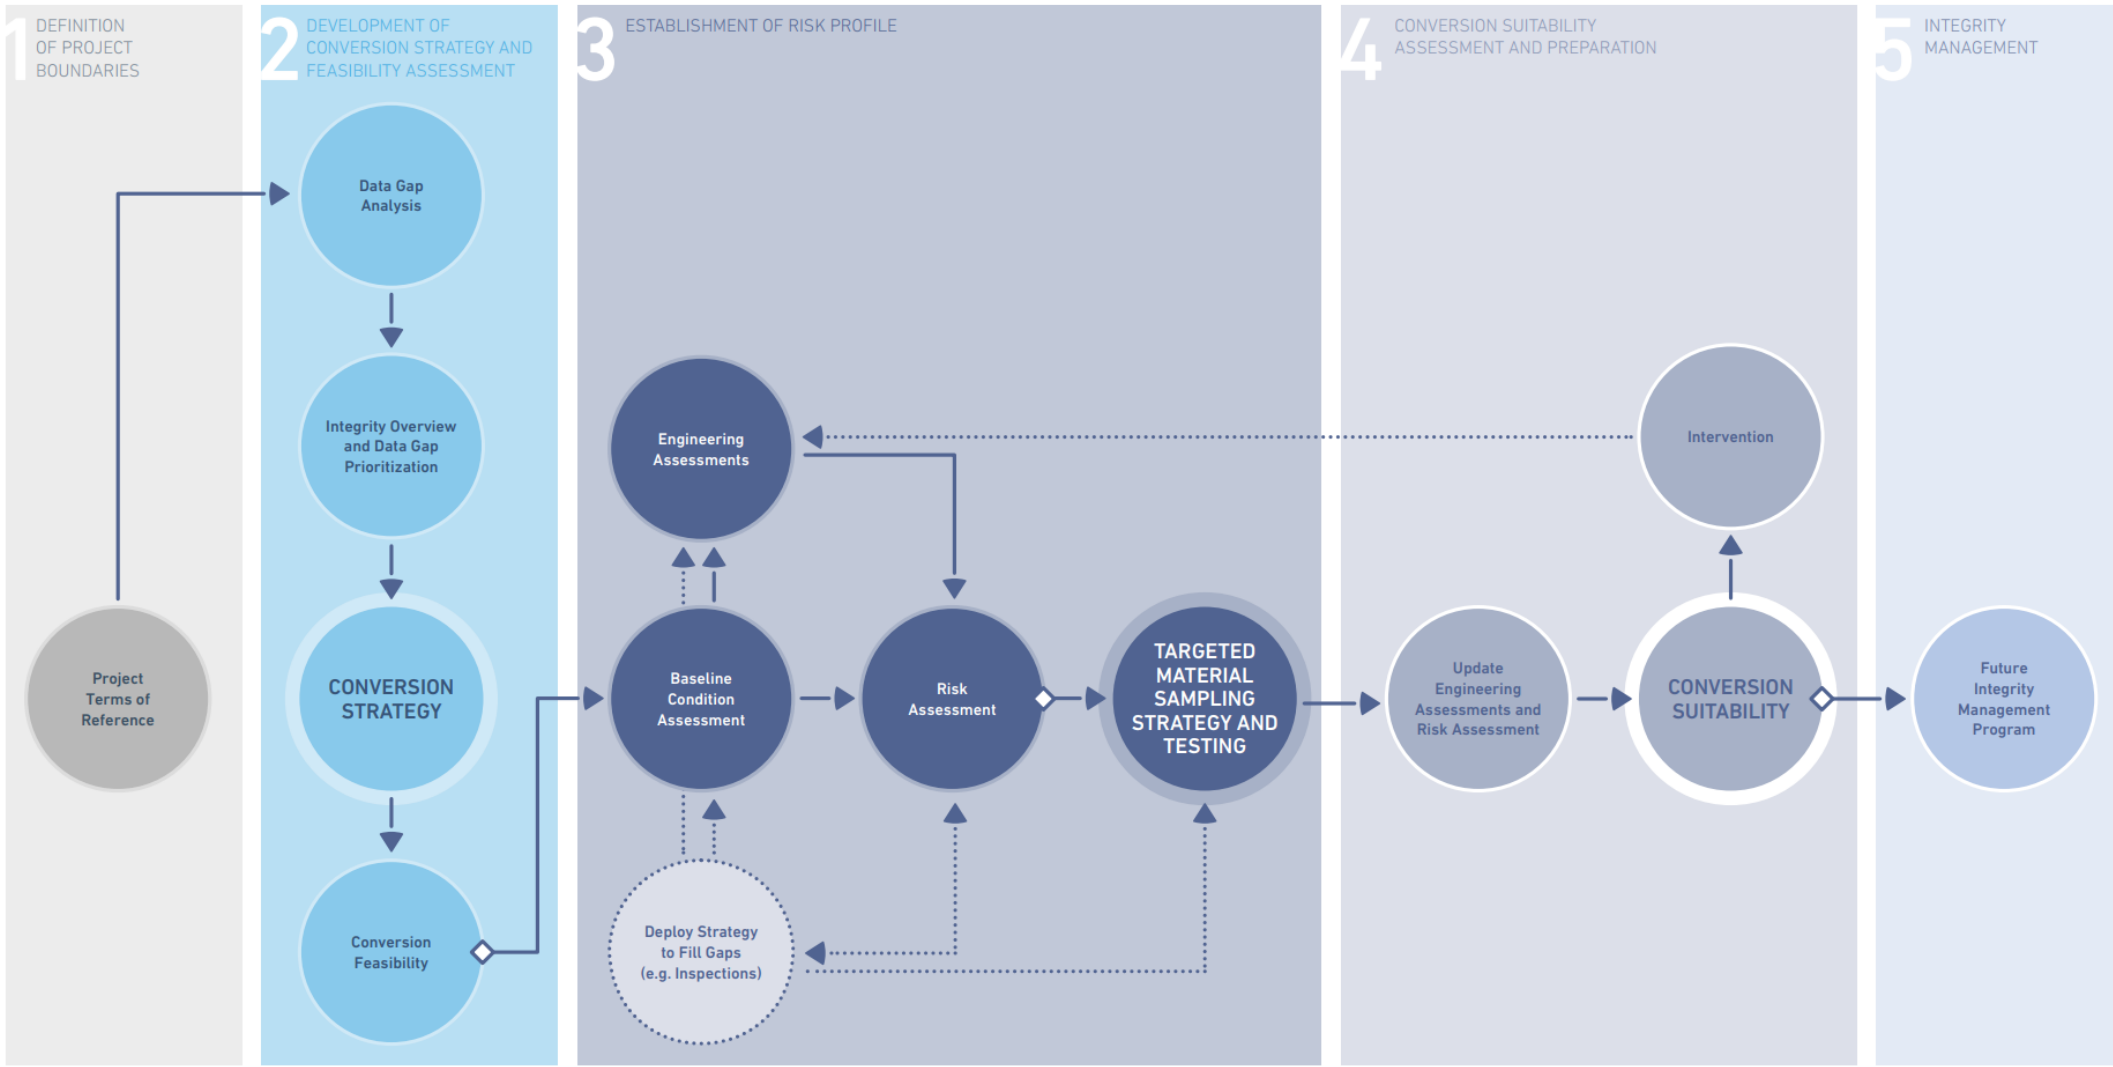 1
DEFINITION
OF PROJECT
BOUNDARIES
Project
Terms of
Reference
2
DEVELOPMENT OF
CONVERSION STRATEGY AND
FEASIBILITY ASSESSMENT
Data Gap
Analysis
Integrity Overview
and Data Gap
Prioritization
CONVERSION
STRATEGY
Conversion
Feasibility
3
ESTABLISHMENT OF RISK PROFILE
Engineering
Assessments
Baseline
Condition
Assessment
Risk
Assessment
TARGETED
MATERIAL
SAMPLING
STRATEGY AND
TESTING
Deploy Strategy
to Fill Gaps
(e.g. Inspections)
4
CONVERSION SUITABILITY
ASSESSMENT AND PREPARATION
Intervention
Update
Engineering
Assessments and
Risk Assessment
CONVERSION
SUITABILITY
5
INTEGRITY
MANAGEMENT
Future
Integrity
Management
Program